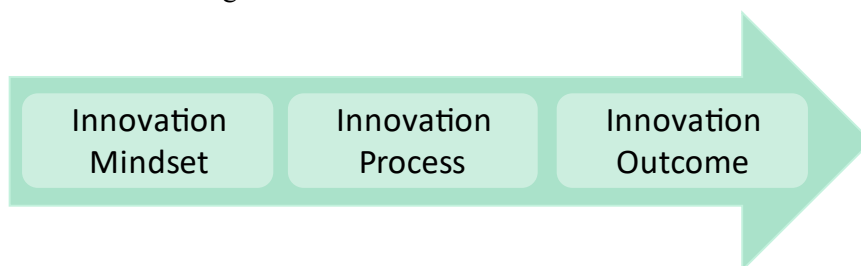 Innovation
Mindset
Innovation
Process
Innovation
Outcome